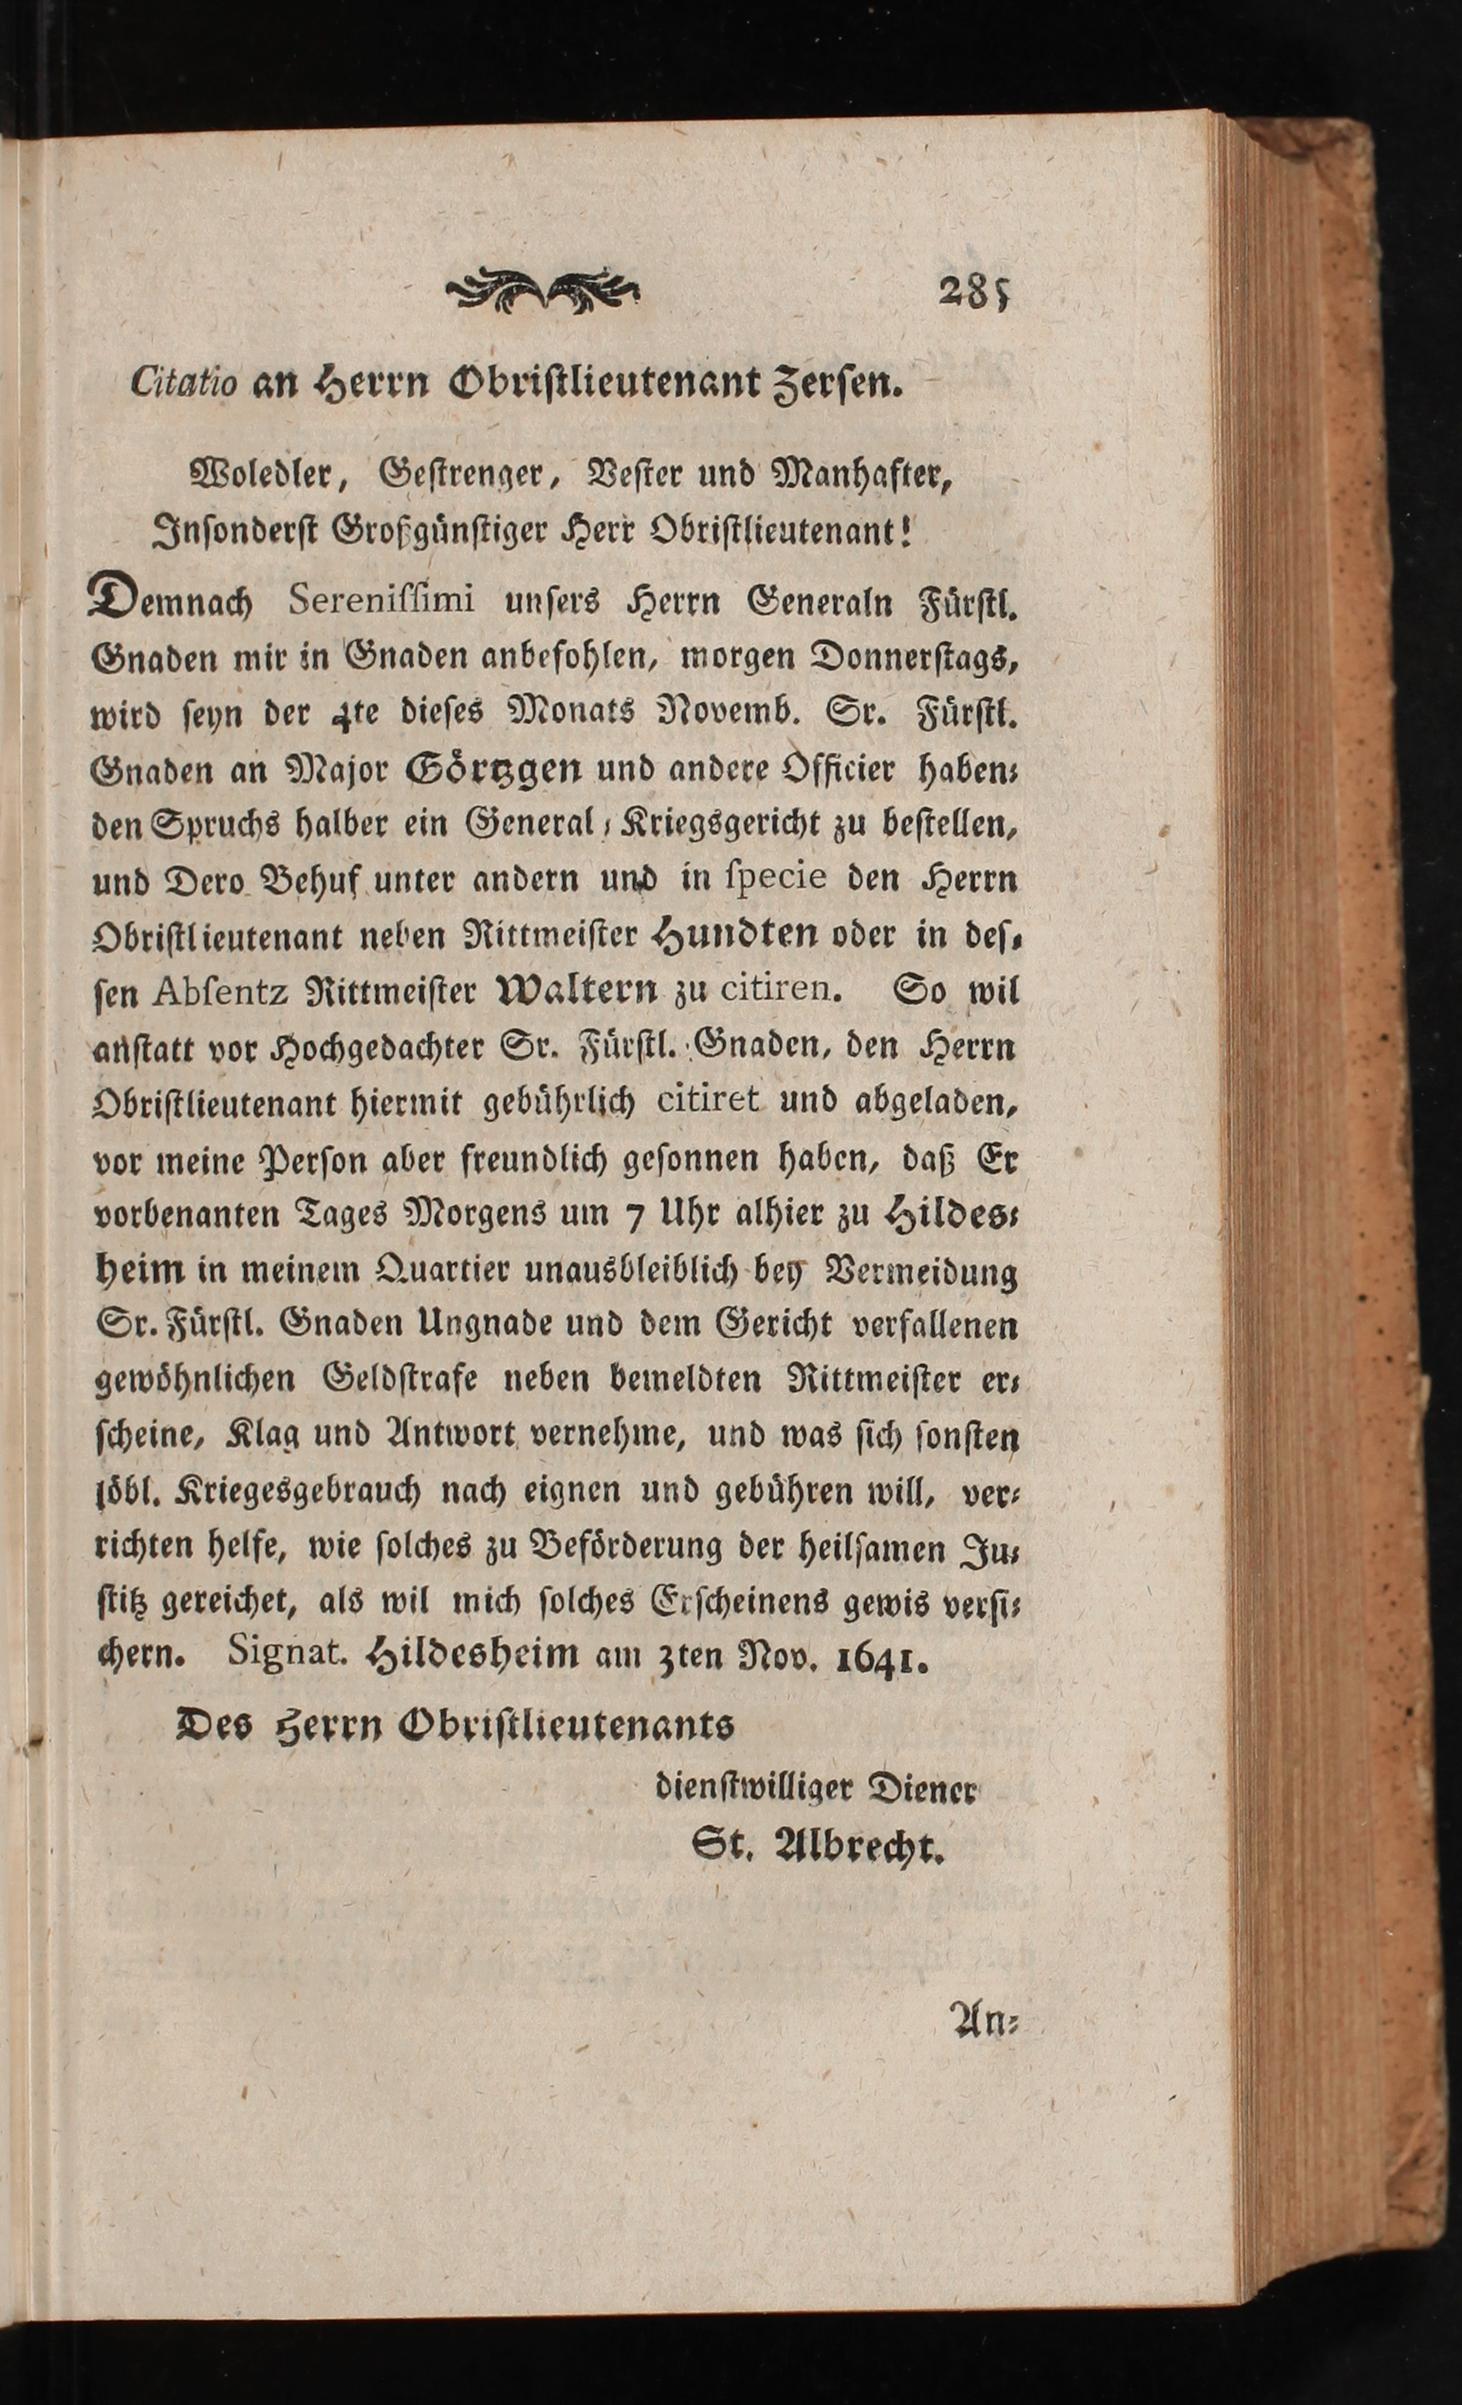 285
Citatio an Herrn Obriſtlieutenant Zerſen.
Woledler, Geſtrenger, Veſter und Manhafter,
Inſonderſt Großgünſtiger Herr Obriſtlieutenant!
Demnach Sereniſſimi unſers Herrn Generaln Fürſtl.
Gnaden mir in Gnaden anbefohlen, morgen Donnerſtags,
wird ſeyn der 4te dieſes Monats Novemb. Sr. Fürſtl.
Gnaden an Major Görtzgen und andere Officier haben⸗
den Spruchs halber ein General⸗Kriegsgericht zu beſtellen,
und Dero Behuf unter andern und in ſpecie den Herrn
Obriſtlieutenant neben Rittmeiſter Hundten oder in deſ⸗
ſen Abſentz Rittmeiſter Waltern zu citiren. So wil
anſtatt vor Hochgedachter Sr. Fürſtl. Gnaden, den Herrn
Obriſtlieutenant hiermit gebührlich citiret und abgeladen,
vor meine Perſon aber freundlich geſonnen haben, daß Er
vorbenanten Tages Morgens um 7 Uhr alhier zu Hildes⸗
heim in meinem Quartier unausbleiblich bey Vermeidung
Sr. Fürſtl. Gnaden Ungnade und dem Gericht verfallenen
gewöhnlichen Geldſtrafe neben bemeldten Rittmeiſter er⸗
ſcheine, Klag und Antwort vernehme, und was ſich ſonſten
löbl. Kriegesgebrauch nach eignen und gebühren will, ver⸗
richten helfe, wie ſolches zu Beförderung der heilſamen Ju⸗
ſtitz gereichet, als wil mich ſolches Erſcheinens gewis verſi⸗
chern. Signat. Hildesheim am 3ten Nov. 1641.
Des Herrn Obriſtlieutenants
dienſtwilliger Diener
St. Albrecht.
An⸗